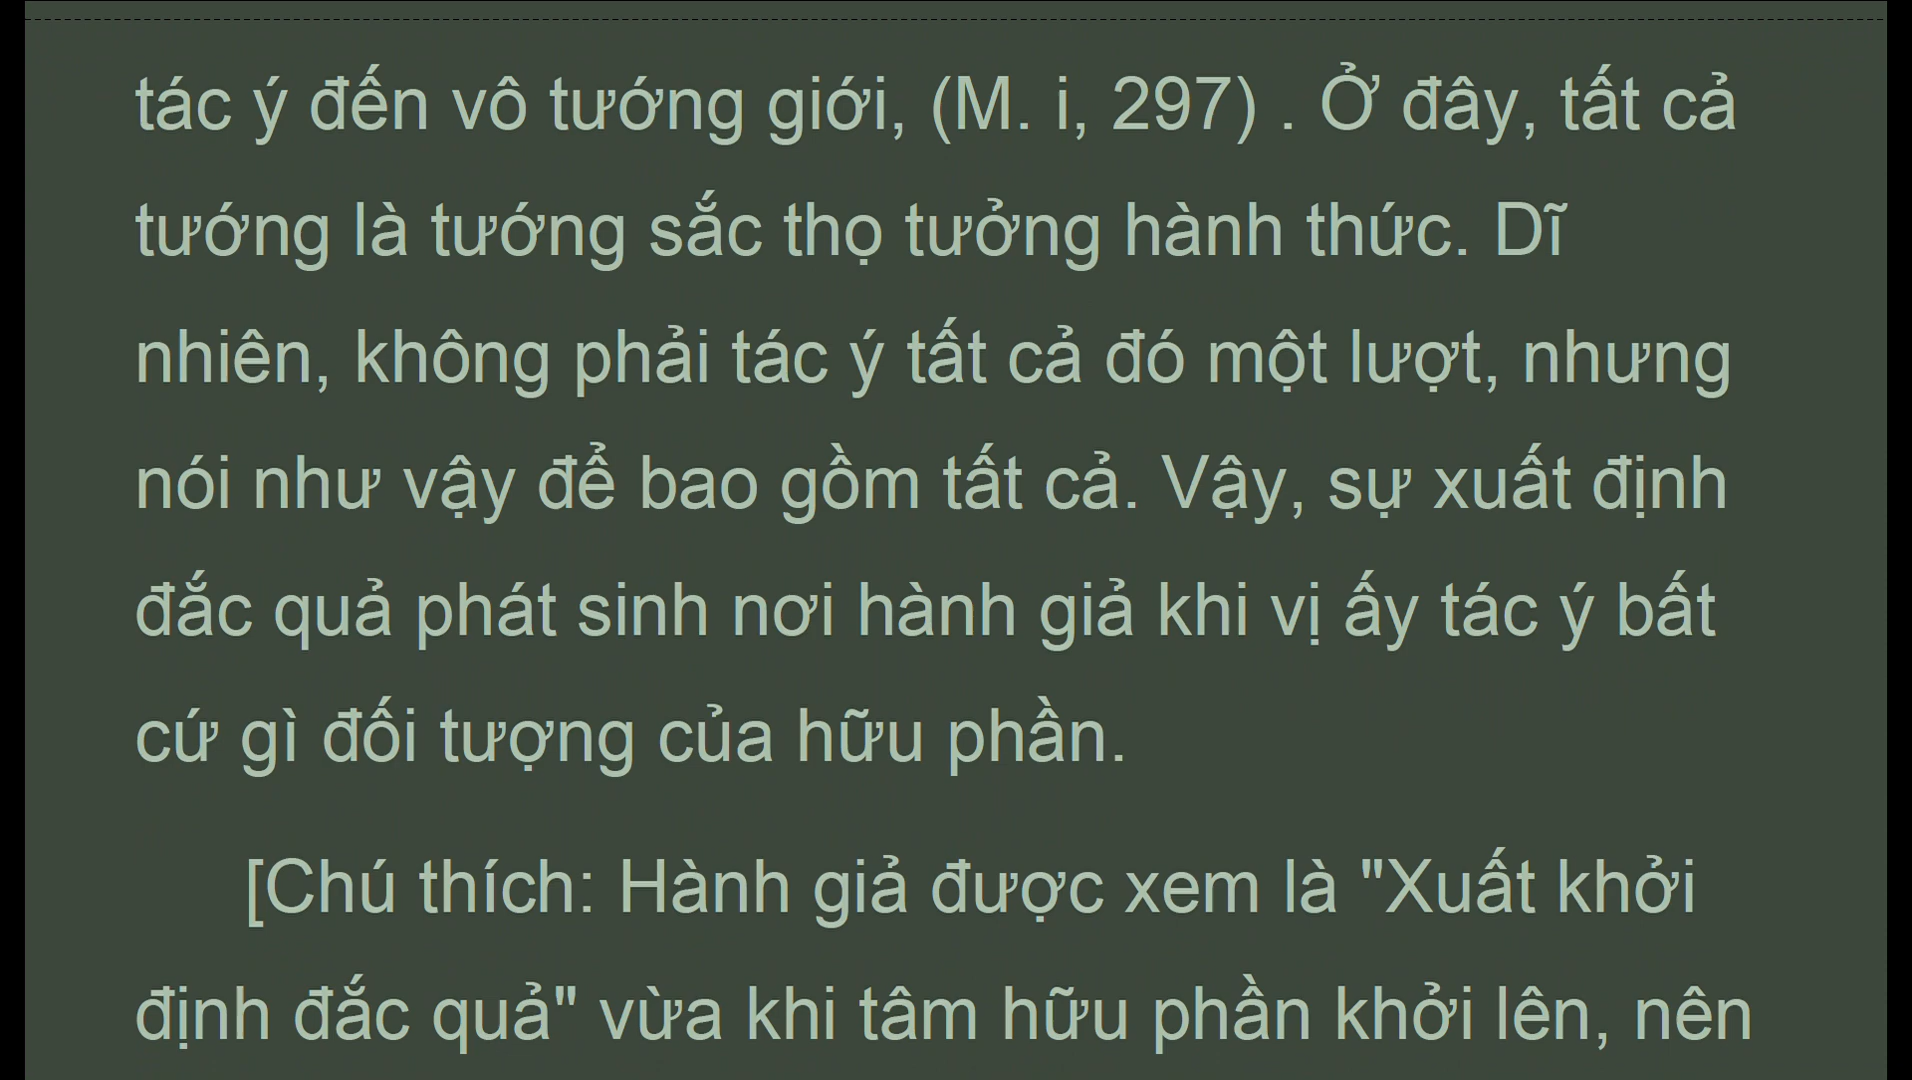 tác ý đến vô tướng giới, (M. i, 297) . Ở đây, tất cả
tướng là tướng sắc thọ tưởng hành thức. Dĩ
nhiên, không phải tác ý tất cả đó một lượt, nhưng
nói như vậy để bao gồm tất cả. Vậy, sự xuất định
đắc quả phát sinh nơi hành giả khi vị ấy tác ý bất
cứ gì đối tượng của hữu phần.
[Chú thích: Hành giả được xem là "Xuất khởi
định đắc quả" vừa khi tâm hữu phần khởi lên, nên